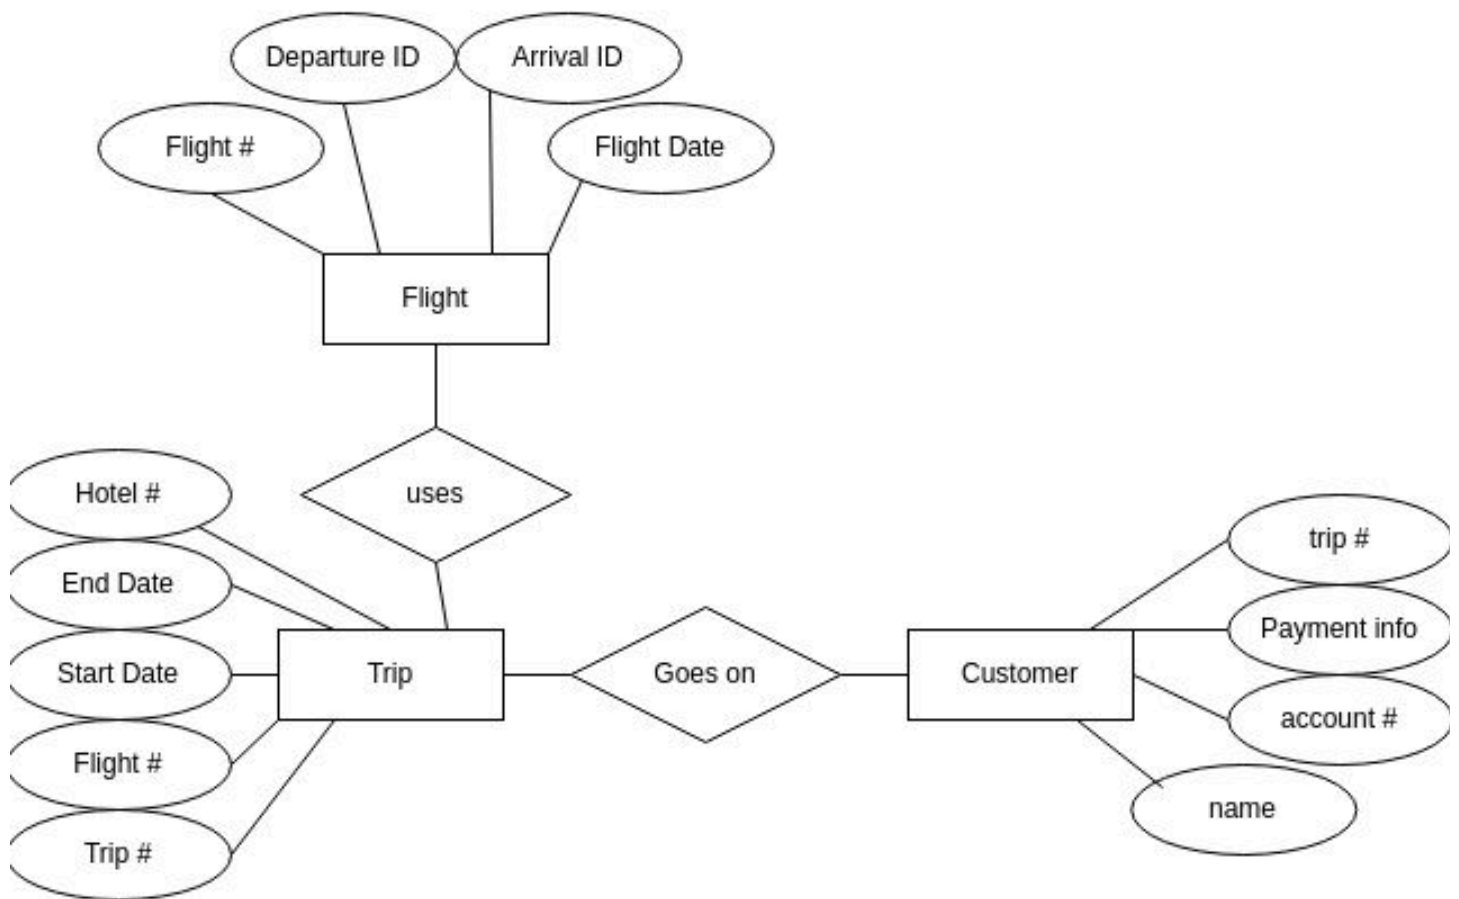 Departure ID
Arrival ID
Flight #
Flight Date
Flight
uses
Hotel #
End Date
Start Date
Flight #
Trip #
Trip
Goes on
Customer
trip #
Payment info
account #
name